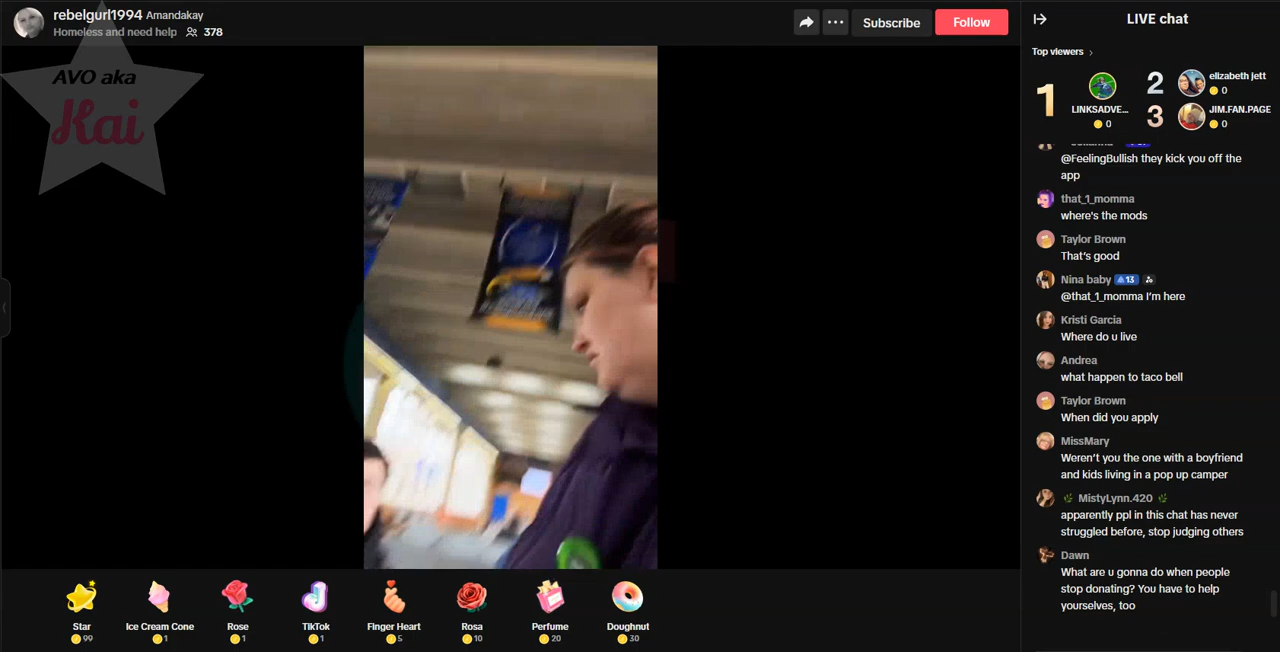 rebelgurl1994 Amandakay
Homeless and need help 378
Subscribe
Follow
AVO aka
Kai
LIVE chat
Top viewers
1
LINKSADVE...
0
2
elizabeth jett
0
3
JIM.FAN.PAGE
0
@FeelingBullish they kick you off the
app
that_1_momma
where's the mods
Taylor Brown
That's good
Nina baby 13
@that_1_momma I'm here
Kristi Garcia
Where do u live
Andrea
what happen to taco bell
Taylor Brown
When did you apply
MissMary
Weren't you the one with a boyfriend
and kids living in a pop up camper
MistyLynn.420
apparently ppl in this chat has never
struggled before, stop judging others
Dawn
What are u gonna do when people
stop donating? You have to help
yourselves, too
Star
99
Ice Cream Cone
1
Rose
1
TikTok
1
Finger Heart
5
Rosa
10
Perfume
20
Doughnut
30